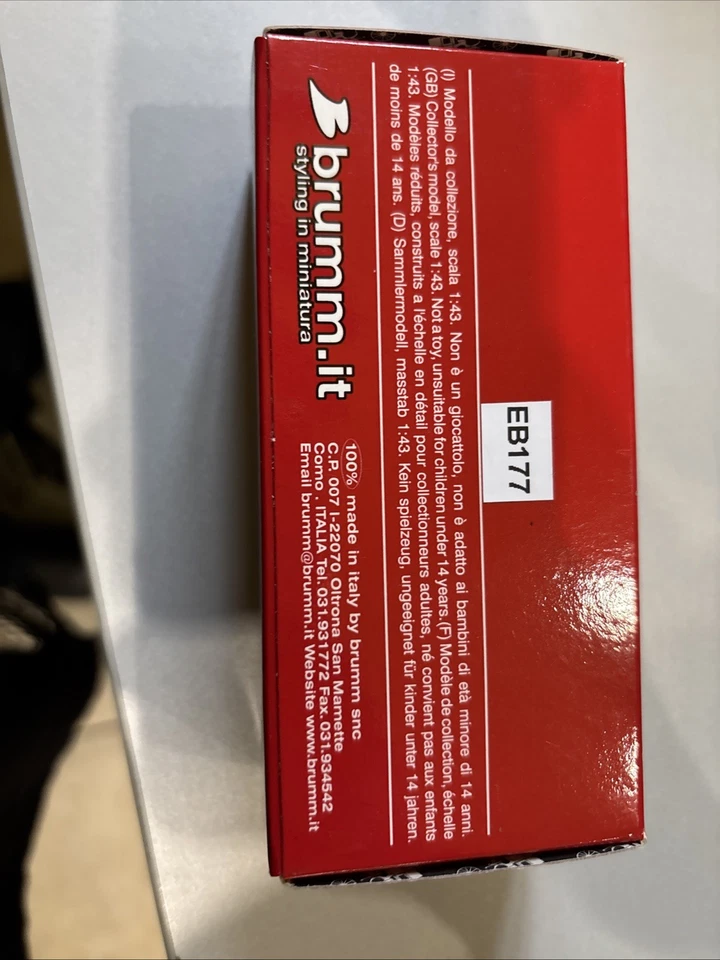 EB177
(I) Modello da collezione, scala 1:43. Non è un giocattolo, non è adatto ai bambini di età minore di 14 anni.
(GB) Collector's model, scale 1:43. Not a toy, unsuitable for children under 14 years. (F) Modèle de collection, échelle
1:43. Modèles réduits, construits a l'échelle en détail pour collectionneurs adultes, né convient pas aux enfants
de moins de 14 ans. (D) Sammlermodell, masstab 1:43. Kein spielzeug, ungeeignet für kinder unter 14 jahren.
brumm.it
styling in miniatura
100% made in italy by brumm snc
C.P. 007 I-22070 Oltrona San Mamette
Como . ITALIA Tel. 031.931772 Fax. 031.934542
Email brumm@brumm.it Website www.brumm.it